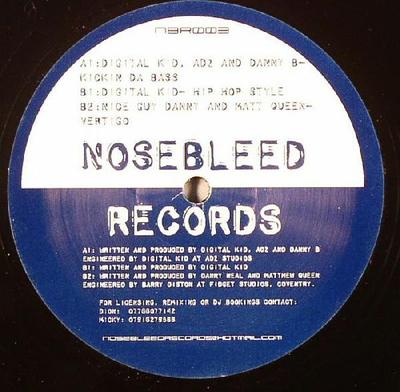 NBR002
A1:DIGITAL KID, ADZ AND DANNY B-
KICKIN DA BASS
B1:DIGITAL KID- HIP HOP STYLE
B2:NICE GUY DANNY AND MATT QUEEN-
VERTIGO
NOSEBLEED
RECORDS
A1: WRITTEN AND PRODUCED BY DIGITAL KID, ADZ AND DANNY B
ENGINEERED BY DIGITAL KID AT ADZ STUDIOS
B1: WRITTEN AND PRODUCED BY DIGITAL KID
B2: WRITTEN AND PRODUCED BY DANNY NEAL AND MATTHEW QUEEN
ENGINEERED BY BARRY DISTON AT FIDGET STUDIOS, COVENTRY.
FOR LICENSING, REMIXING OR DJ BOOKINGS CONTACT:
DION:
NICKY:
NOSEBLEEDRECORDS@HOTMAIL.COM